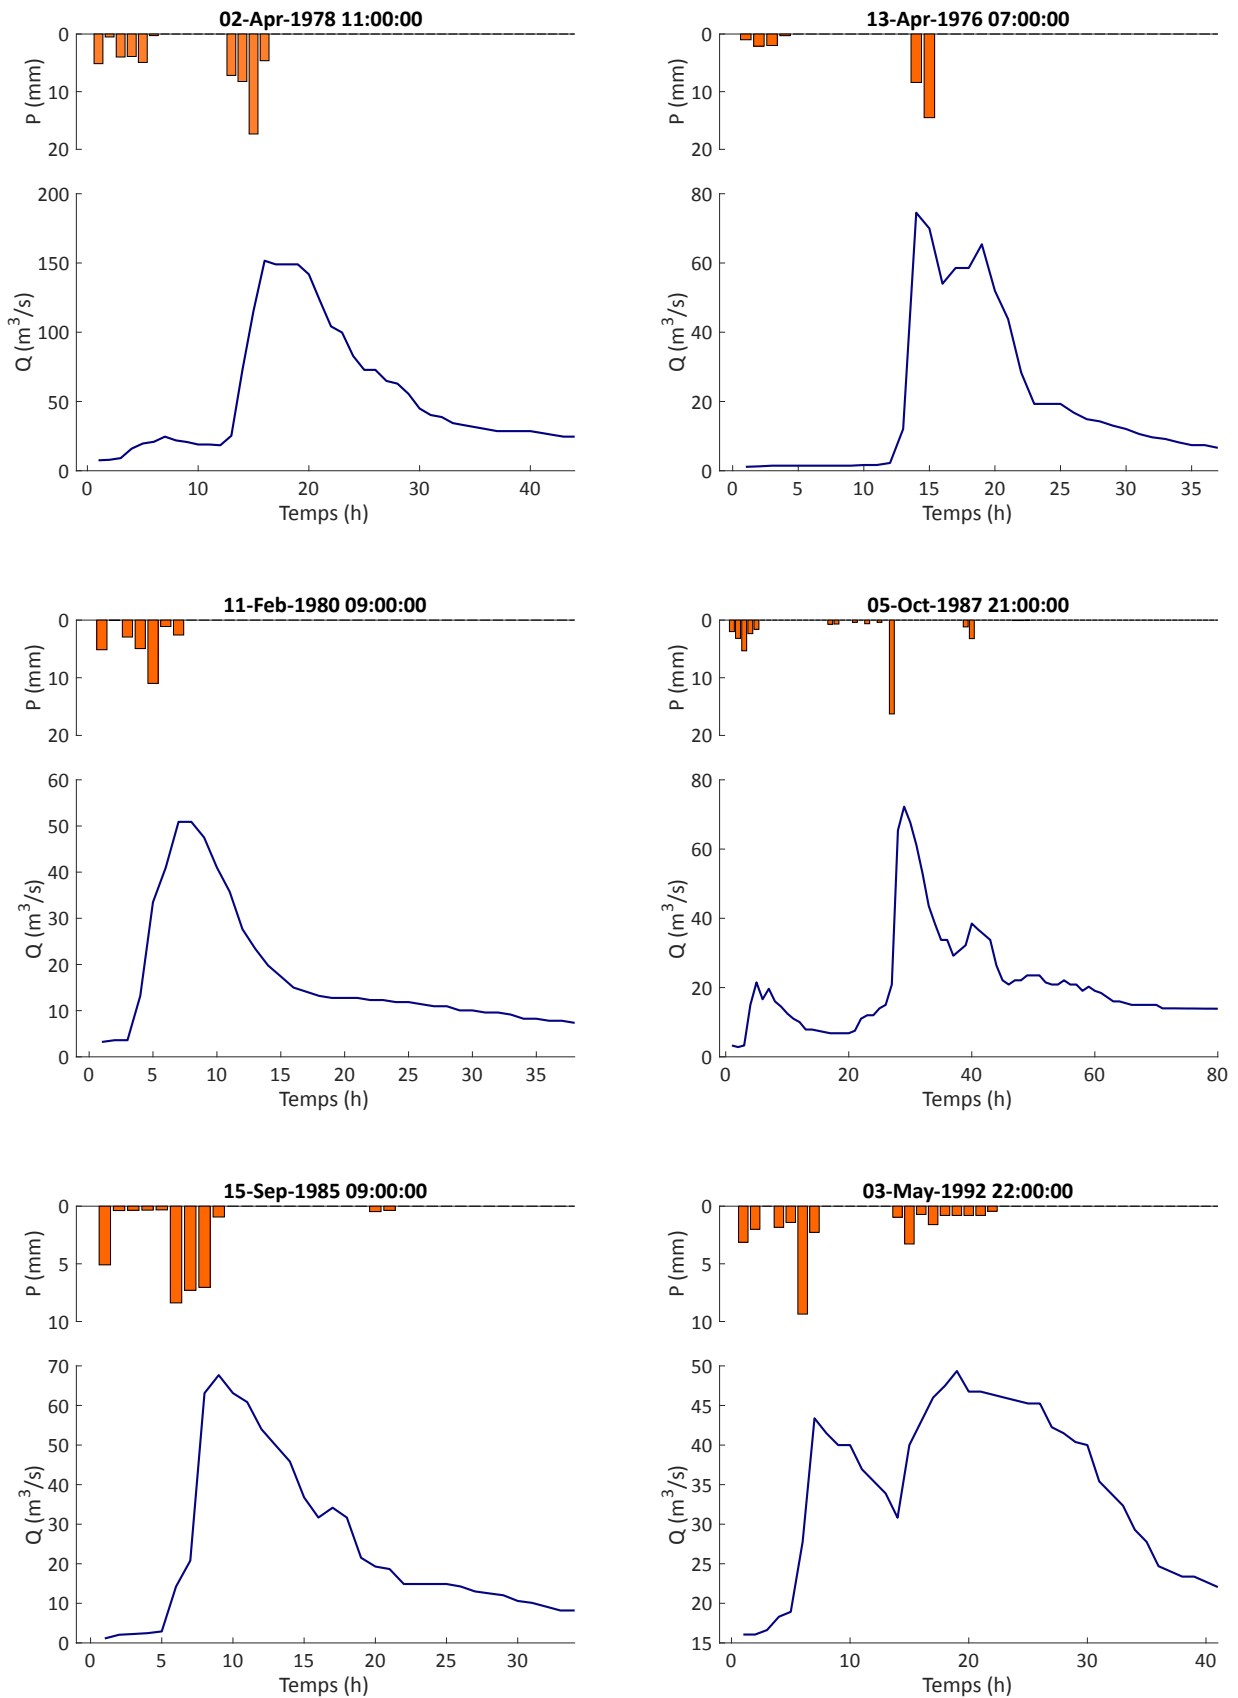 02-Apr-1978 11:00:00
0
10
20
P (mm)
200
150
100
50
0
Q (m³/s)
0 10 20 30 40
Temps (h)
13-Apr-1976 07:00:00
0
10
20
P (mm)
80
60
40
20
0
Q (m³/s)
0 5 10 15 20 25 30 35
Temps (h)
11-Feb-1980 09:00:00
0
10
20
P (mm)
60
50
40
30
20
10
0
Q (m³/s)
0 5 10 15 20 25 30 35
Temps (h)
05-Oct-1987 21:00:00
0
10
20
P (mm)
80
60
40
20
0
Q (m³/s)
0 20 40 60 80
Temps (h)
15-Sep-1985 09:00:00
0
5
10
P (mm)
70
60
50
40
30
20
10
0
Q (m³/s)
0 5 10 15 20 25 30
Temps (h)
03-May-1992 22:00:00
0
5
10
P (mm)
50
45
40
35
30
25
20
15
Q (m³/s)
0 10 20 30 40
Temps (h)